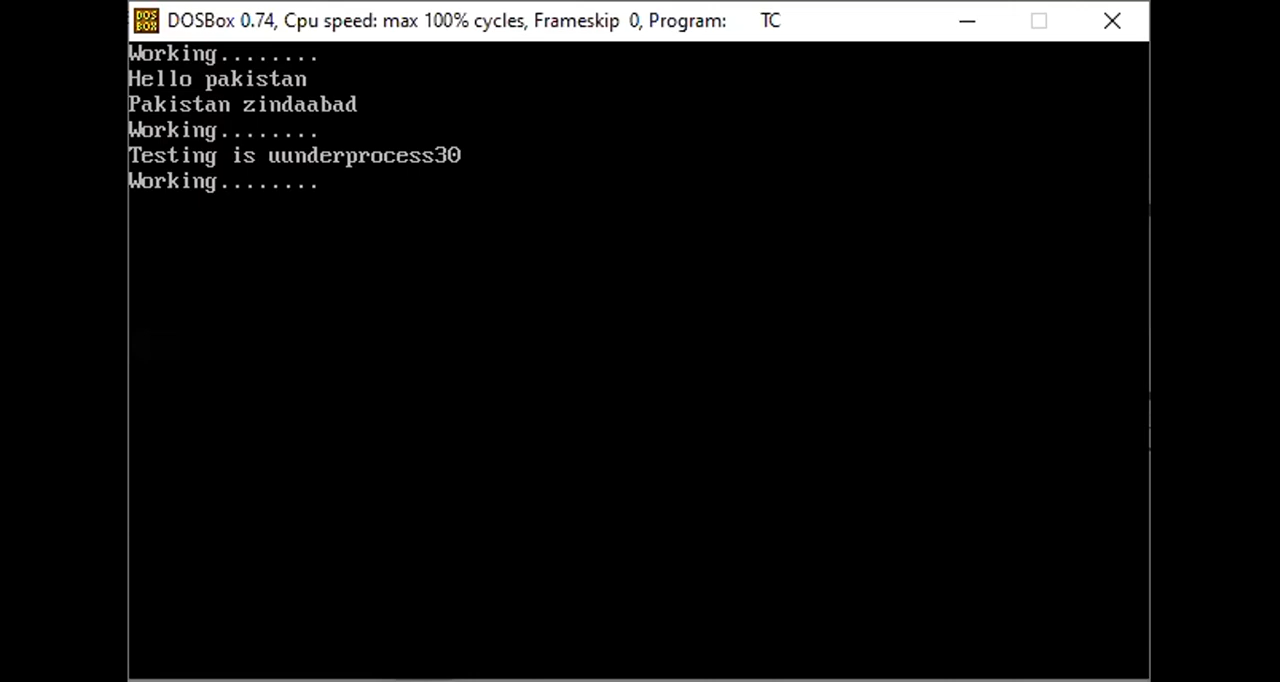 DOSBox 0.74, Cpu speed: max 100% cycles, Frameskip 0, Program: TC
Working........
Hello pakistan
Pakistan zindaabad
Working........
Testing is uunderprocess30
Working........